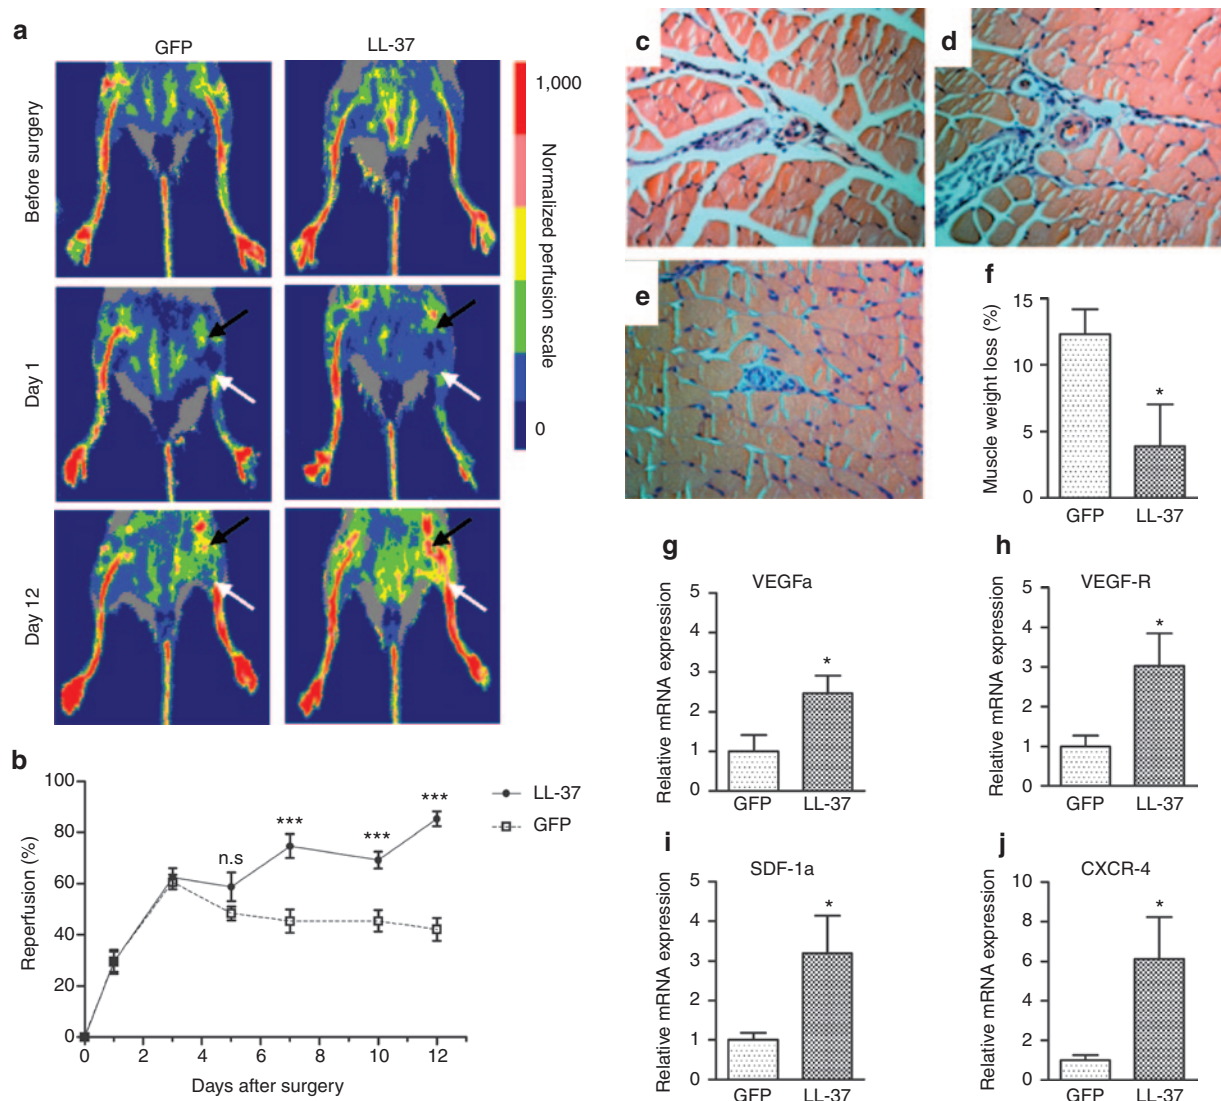 a
GFP
LL-37
Before surgery
Day 1
Day 12
1,000
Normalized perfusion scale
0
b
100
80
60
40
20
0
Reperfusion (%)
n.s
***
***
***
LL-37
GFP
0 2 4 6 8 10 12
Days after surgery
c
d
e
f
Muscle weight loss (%)
15
10
5
0
*
GFP LL-37
g
VEGFa
Relative mRNA expression
5
4
3
2
1
0
*
GFP LL-37
h
VEGF-R
Relative mRNA expression
5
4
3
2
1
0
*
GFP LL-37
i
SDF-1a
Relative mRNA expression
5
4
3
2
1
0
*
GFP LL-37
j
CXCR-4
Relative mRNA expression
10
8
6
4
2
0
*
GFP LL-37